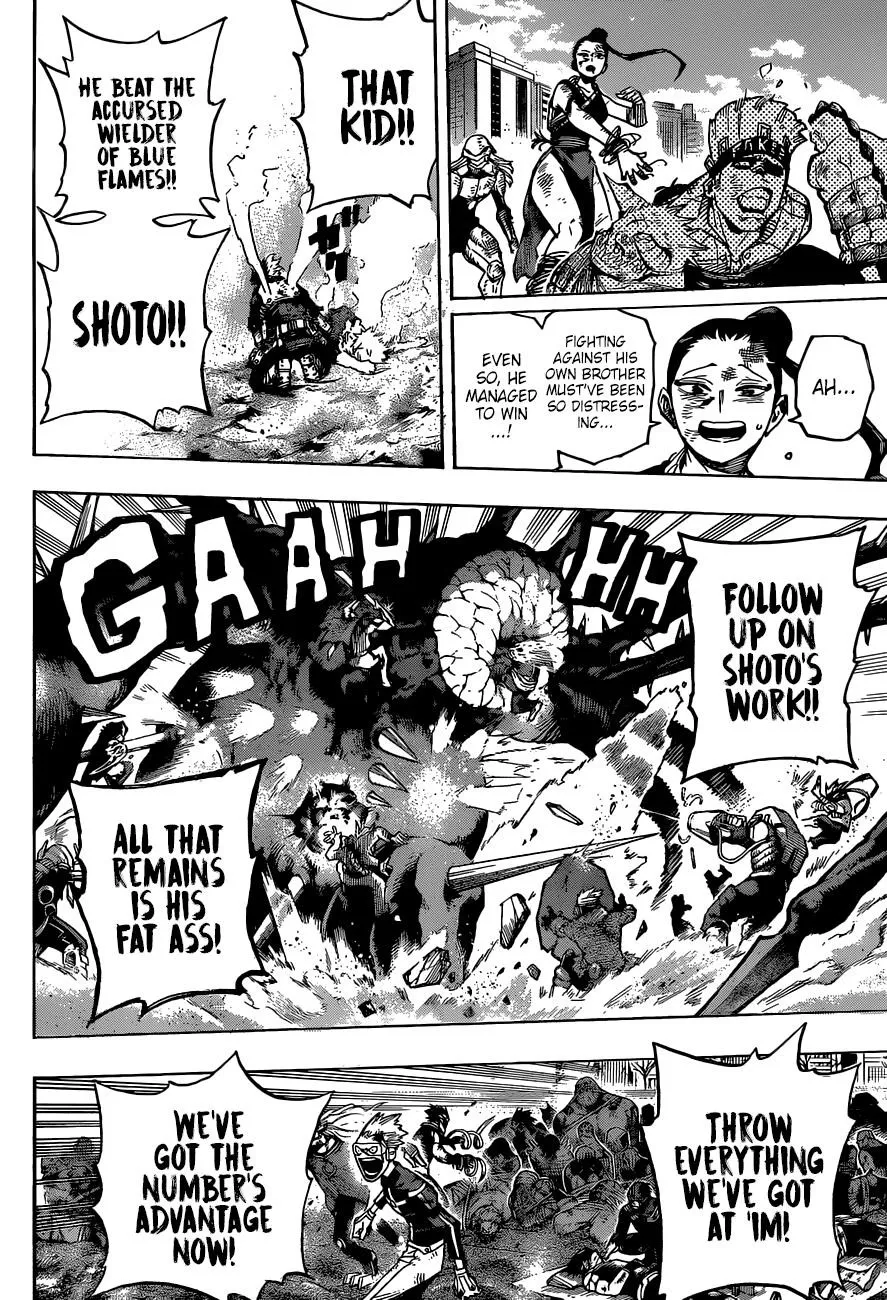 THAT
KID!!
HE BEAT THE
ACCURSED
WIELDER
OF BLUE
FLAMES!!
ガガ
SHOTO!!
AH...
FIGHTING
AGAINST HIS
OWN BROTHER
MUST'VE BEEN
SO DISTRESS-
ING...
EVEN
SO, HE
MANAGED
TO WIN
...!
GAAH HH
FOLLOW
UP ON
SHOTO'S
WORK!!
ALL THAT
REMAINS
IS HIS
FAT ASS!
THROW
EVERYTHING
WE'VE GOT
AT 'IM!
WE'VE
GOT THE
NUMBER'S
ADVANTAGE
NOW!